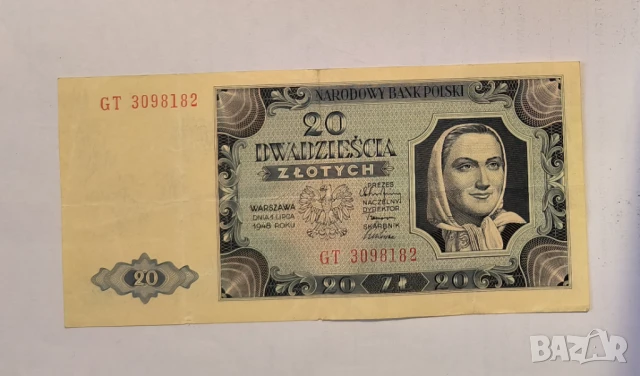 GT 3098182
NARODOWY BANK POLSKI
20
DWADZIEŚCIA
ZŁOTYCH
WARSZAWA
DNIA 1 LIPCA
1948 ROKU
PREZES
NACZELNY
DYREKTOR
SKARBNIK
GT 3098182
20
20 Zł 20
BAZAR